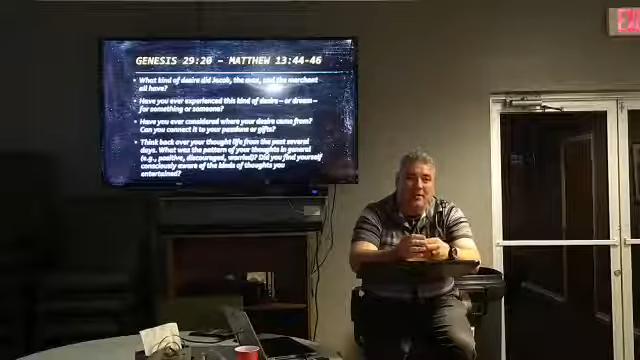 GENESIS 29:20 – MATTHEW 13:44-46
• What kind of desire did Jacob, the man, and the merchant
all have?
• Have you ever experienced this kind of desire – or dream –
for something or someone?
• Have you ever considered where your desire came from?
Can you connect it to your passions or gifts?
• Think back over your thought life from the past several
days. What was the pattern of your thoughts in general
(e.g., positive, discouraged, worried)? Did you find yourself
consciously aware of the kinds of thoughts you
entertained?
EXIT